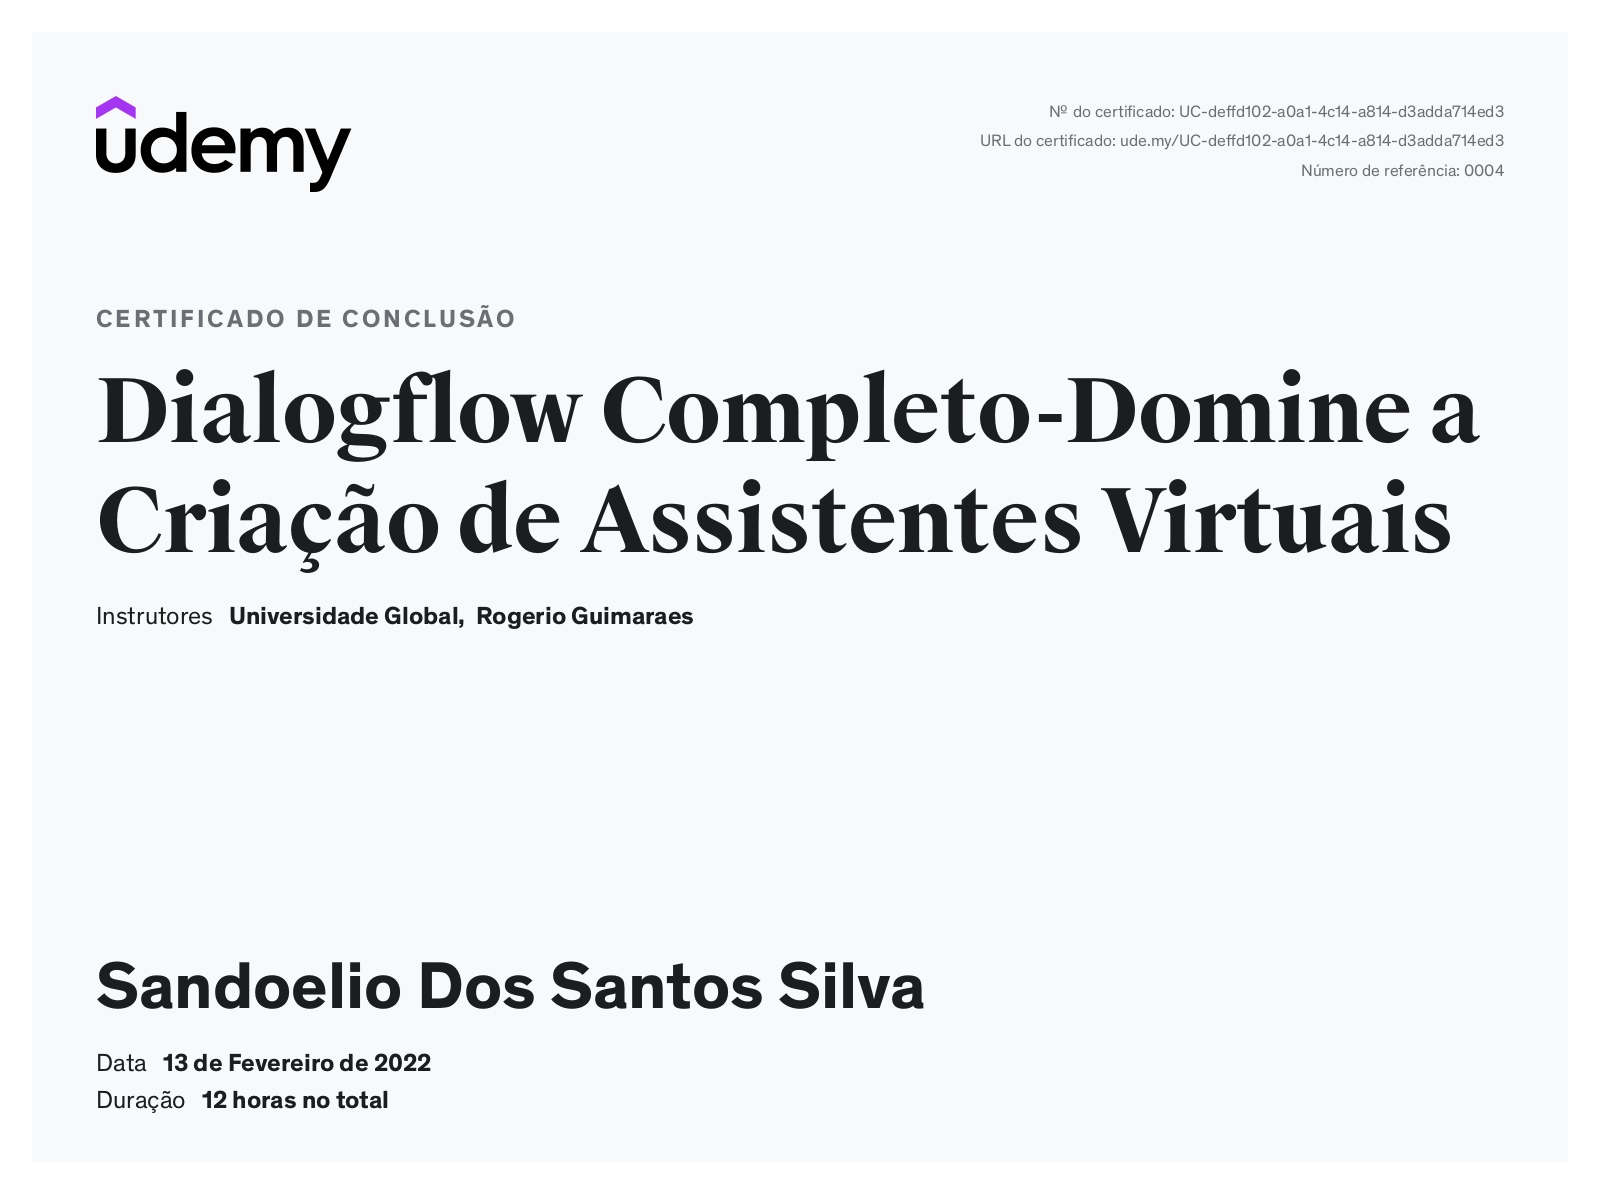 udemy
Nº do certificado: UC-deffd102-a0a1-4c14-a814-d3adda714ed3
URL do certificado: ude.my/UC-deffd102-a0a1-4c14-a814-d3adda714ed3
Número de referência: 0004
CERTIFICADO DE CONCLUSÃO
Dialogflow Completo-Domine a
Criação de Assistentes Virtuais
Instrutores Universidade Global, Rogerio Guimaraes
Sandoelio Dos Santos Silva
Data 13 de Fevereiro de 2022
Duração 12 horas no total